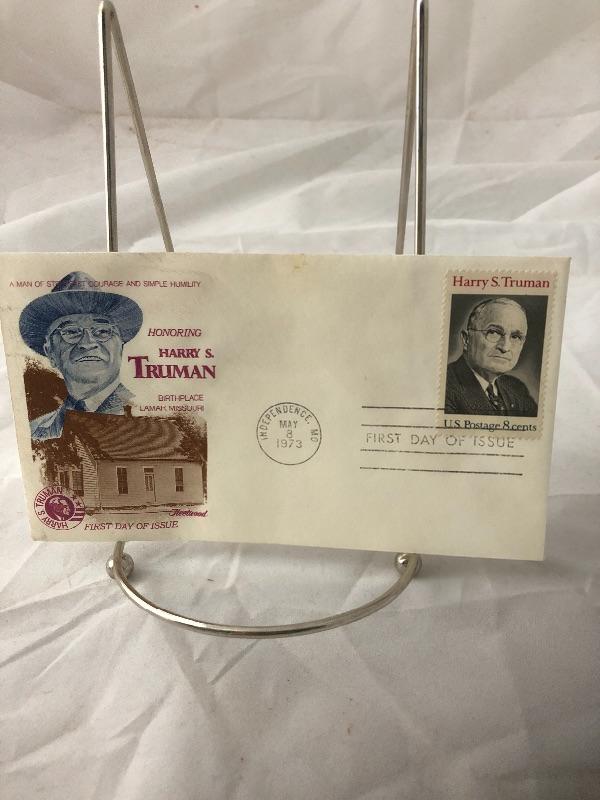 A MAN OF STEADFAST COURAGE AND SIMPLE HUMILITY
HONORING
HARRY S.
TRUMAN
BIRTHPLACE
LAMAR, MISSOURI
HARRY S TRUMAN
Fleetwood
FIRST DAY OF ISSUE
INDEPENDENCE, MO
MAY
8
1973
Harry S. Truman
U.S. Postage 8 cents
FIRST DAY OF ISSUE